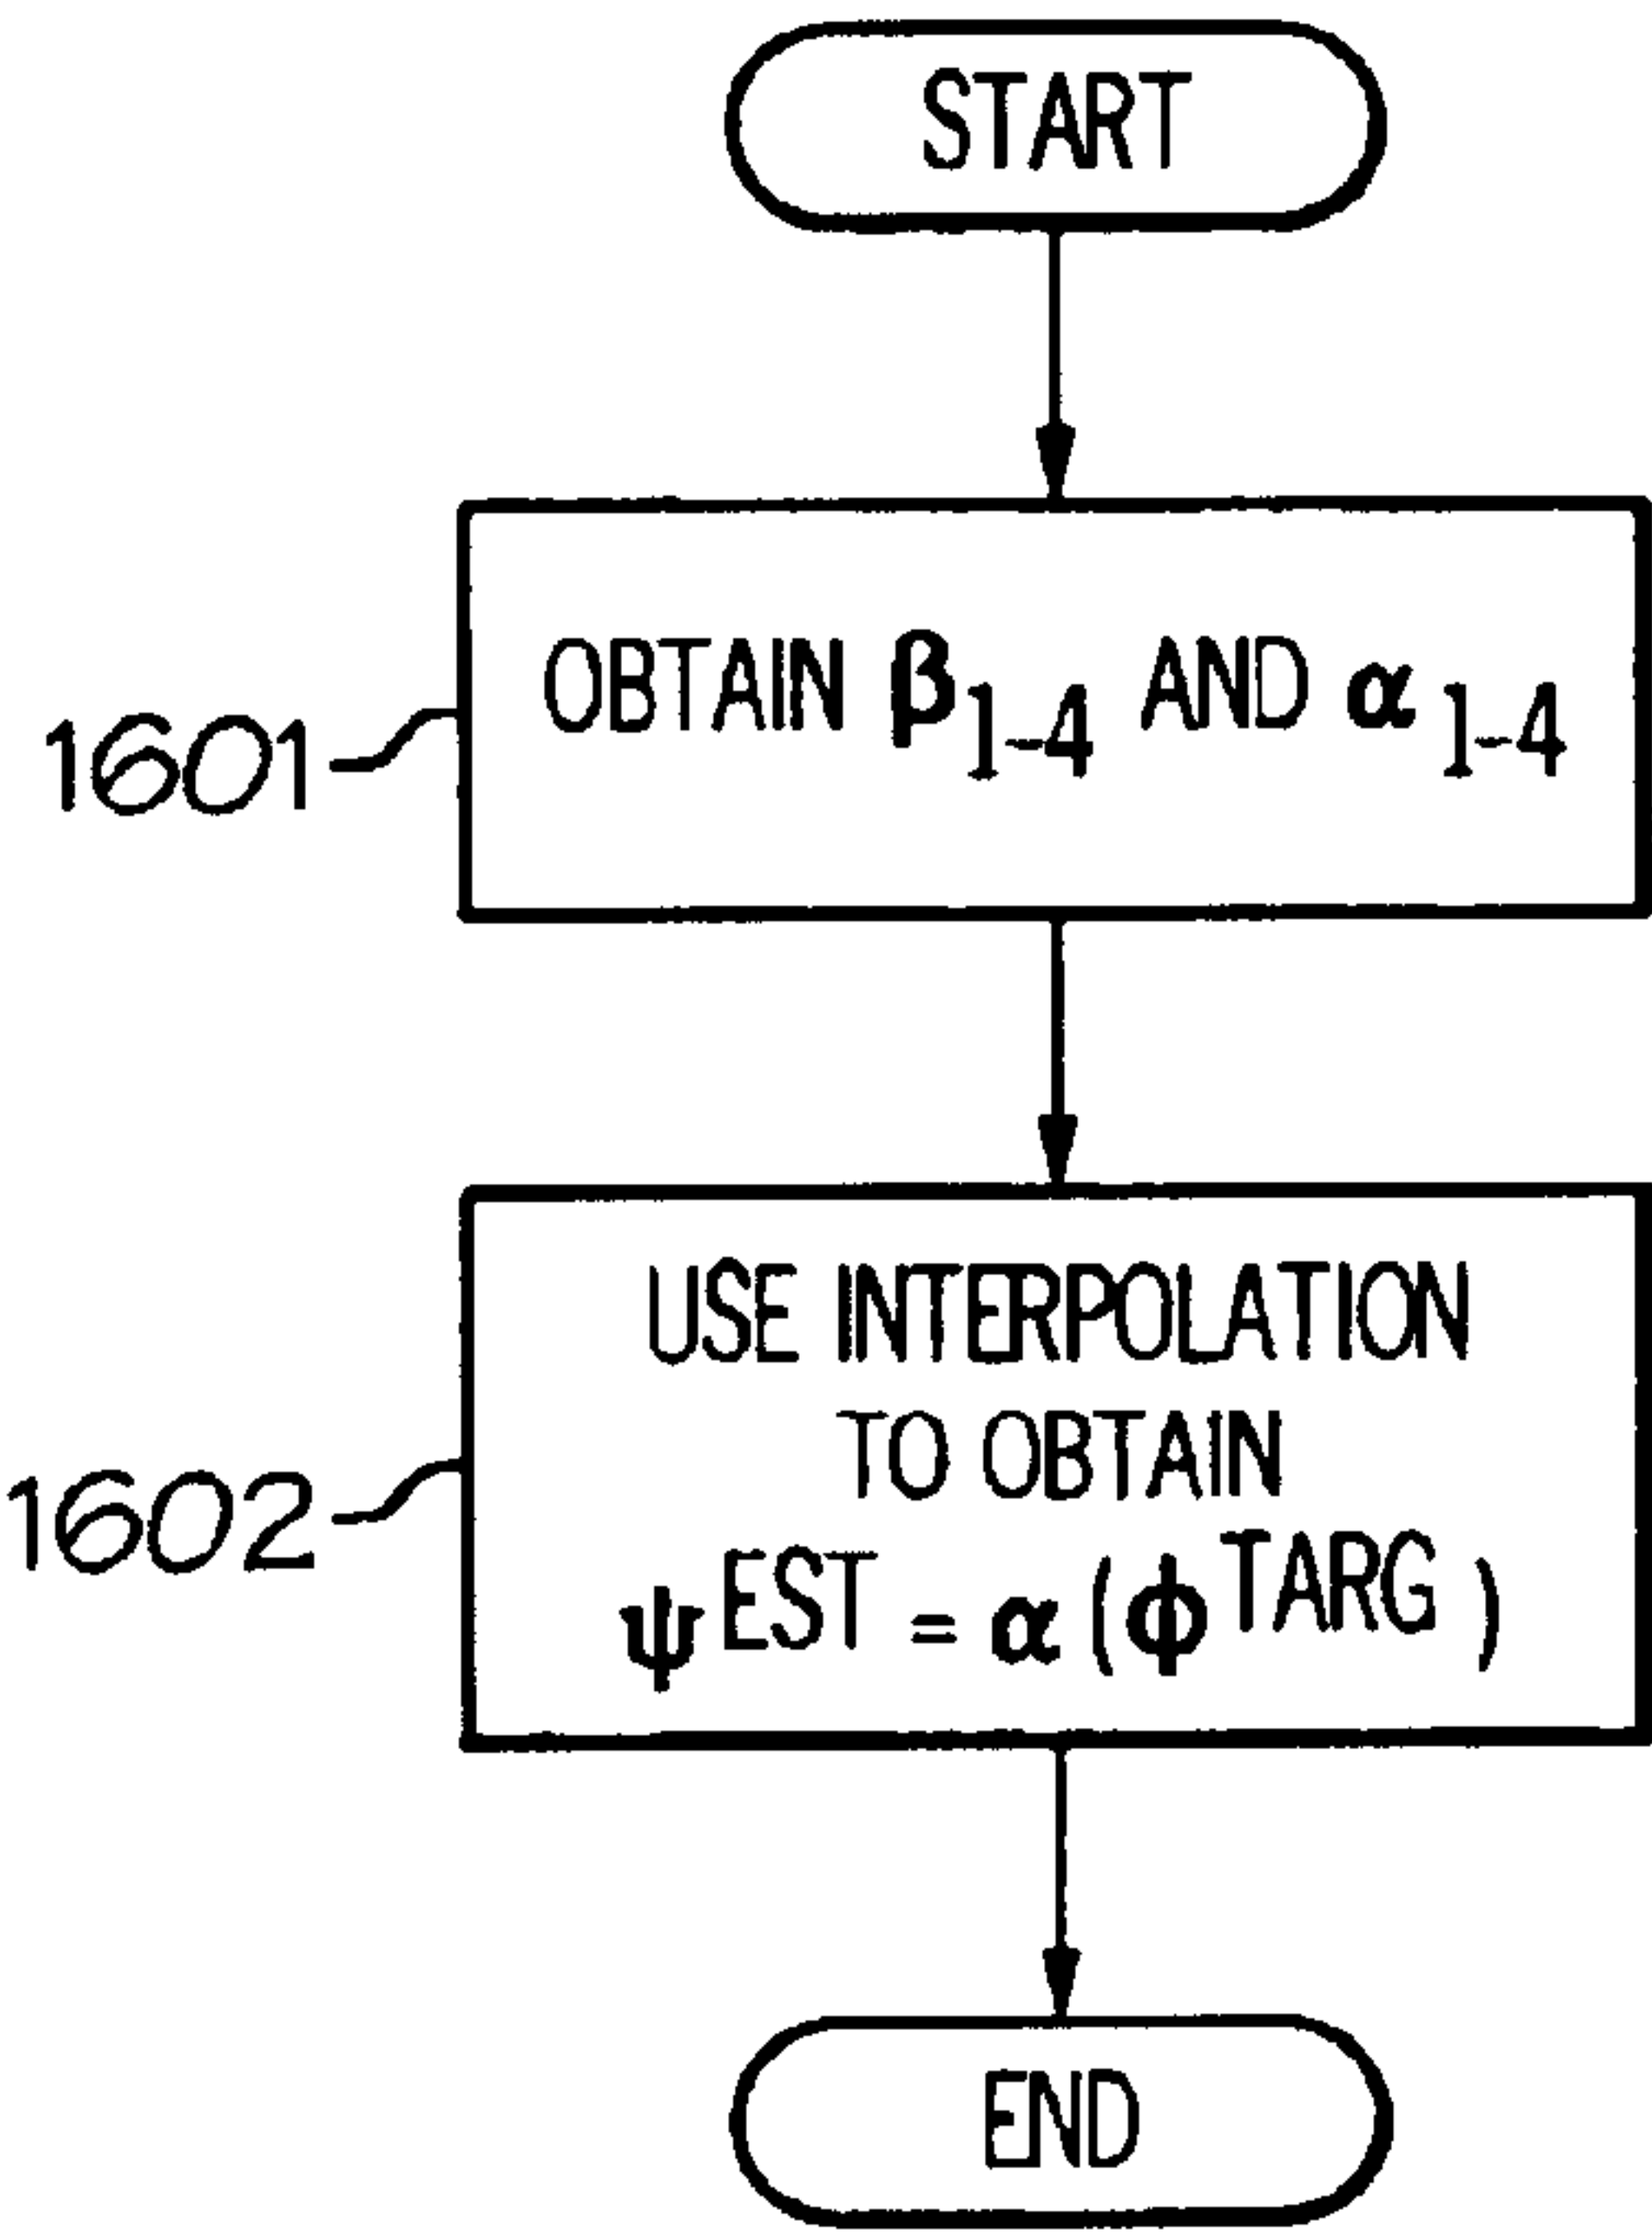 START
OBTAIN β1-4 AND α1-4
1601
USE INTERPOLATION
TO OBTAIN
1602
ψEST = α (ϕTARG)
END